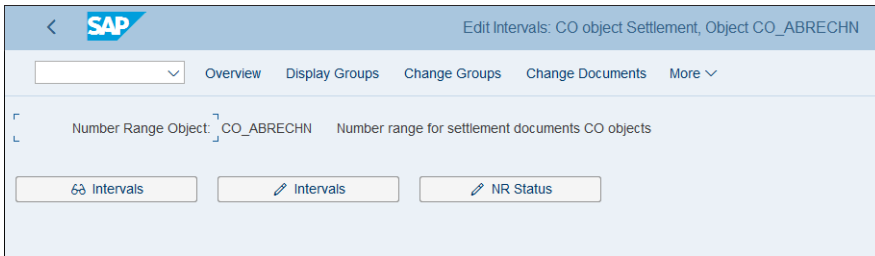 SAP Edit Intervals: CO object Settlement, Object CO_ABRECHN
Overview Display Groups Change Groups Change Documents More
Number Range Object: CO_ABRECHN Number range for settlement documents CO objects
Intervals Intervals NR Status